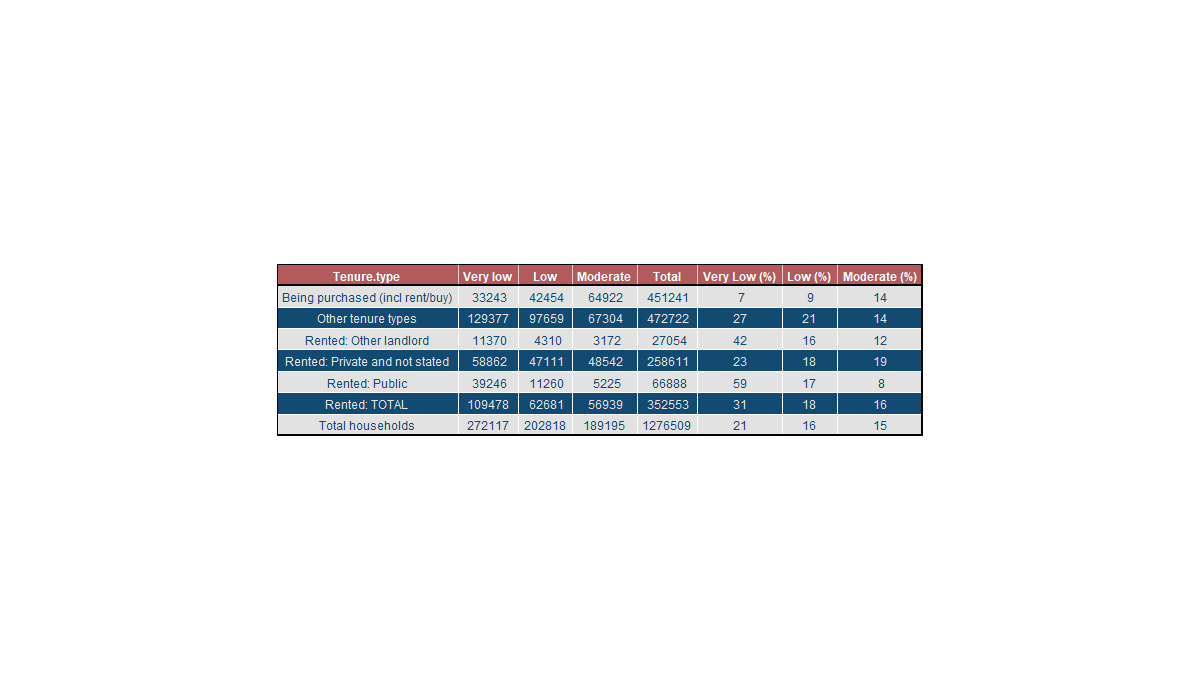 Tenure.type Very low Low Moderate Total Very Low (%) Low (%) Moderate (%)
Being purchased (incl rent/buy) 33243 42454 64922 451241 7 9 14
Other tenure types 129377 97659 67304 472722 27 21 14
Rented: Other landlord 11370 4310 3172 27054 42 16 12
Rented: Private and not stated 58862 47111 48542 258611 23 18 19
Rented: Public 39246 11260 5225 66888 59 17 8
Rented: TOTAL 109478 62681 56939 352553 31 18 16
Total households 272117 202818 189195 1276509 21 16 15